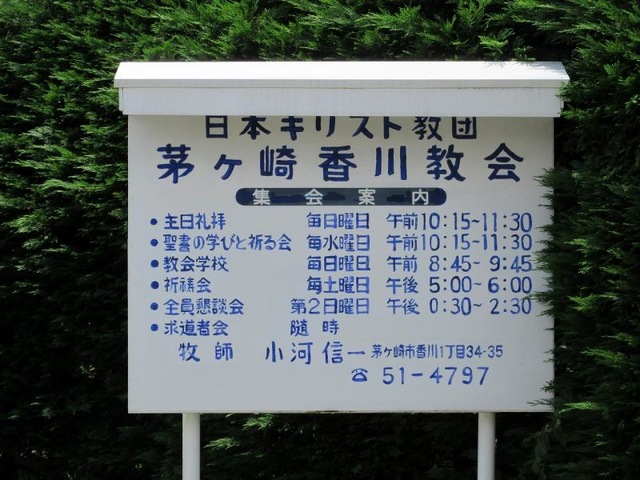 日本キリスト教団
茅ヶ崎香川教会
集会案内
•主日礼拝 毎日曜日 午前10:15~11:30
•聖書の学びと祈る会 毎水曜日 午前10:15~11:30
•教会学校 毎日曜日 午前 8:45~ 9:45
•祈祷会 毎土曜日 午後 5:00~6:00
•全員懇談会 第2日曜日 午後 0:30~2:30
•求道者会 随時
牧師 小河信一 茅ヶ崎市香川1丁目34-35
☎ 51-4797